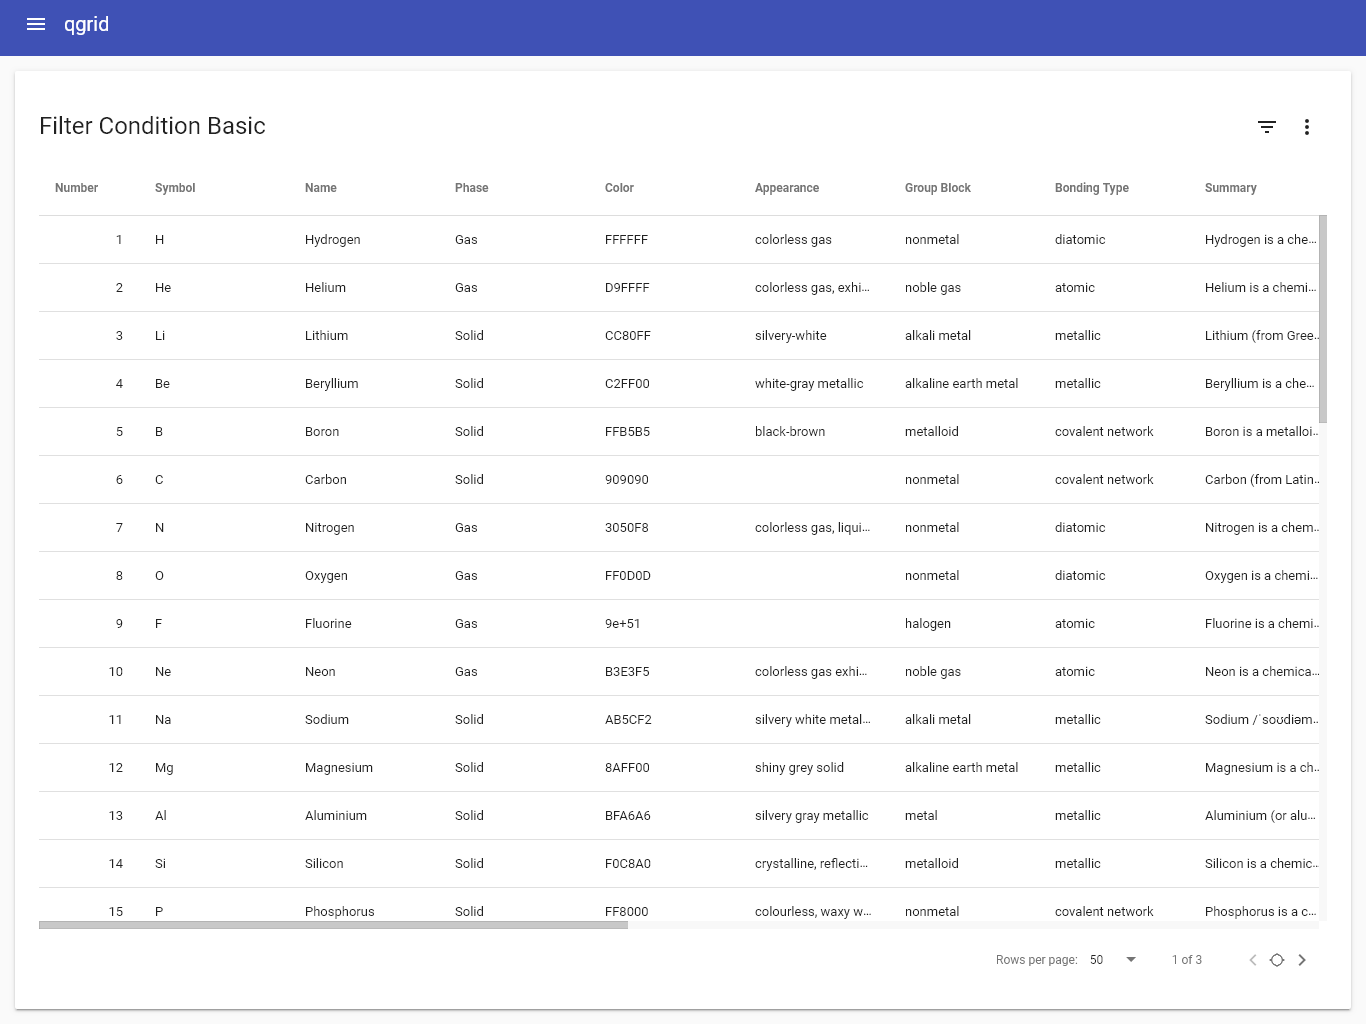 qgrid
Filter Condition Basic
Number Symbol Name Phase Color Appearance Group Block Bonding Type Summary
1 H Hydrogen Gas FFFFFF colorless gas nonmetal diatomic Hydrogen is a che...
2 He Helium Gas D9FFFF colorless gas, exhi... noble gas atomic Helium is a chemi...
3 Li Lithium Solid CC80FF silvery-white alkali metal metallic Lithium (from Gree...
4 Be Beryllium Solid C2FF00 white-gray metallic alkaline earth metal metallic Beryllium is a che...
5 B Boron Solid FFB5B5 black-brown metalloid covalent network Boron is a metalloi...
6 C Carbon Solid 909090 nonmetal covalent network Carbon (from Latin...
7 N Nitrogen Gas 3050F8 colorless gas, liqui... nonmetal diatomic Nitrogen is a chem...
8 O Oxygen Gas FF0D0D nonmetal diatomic Oxygen is a chemi...
9 F Fluorine Gas 9e+51 halogen atomic Fluorine is a chemi...
10 Ne Neon Gas B3E3F5 colorless gas exhi... noble gas atomic Neon is a chemica...
11 Na Sodium Solid AB5CF2 silvery white metal... alkali metal metallic Sodium /ˈsoʊdiəm...
12 Mg Magnesium Solid 8AFF00 shiny grey solid alkaline earth metal metallic Magnesium is a ch...
13 Al Aluminium Solid BFA6A6 silvery gray metallic metal metallic Aluminium (or alu...
14 Si Silicon Solid F0C8A0 crystalline, reflecti... metalloid metallic Silicon is a chemic...
15 P Phosphorus Solid FF8000 colourless, waxy w... nonmetal covalent network Phosphorus is a c...
Rows per page: 50 1 of 3